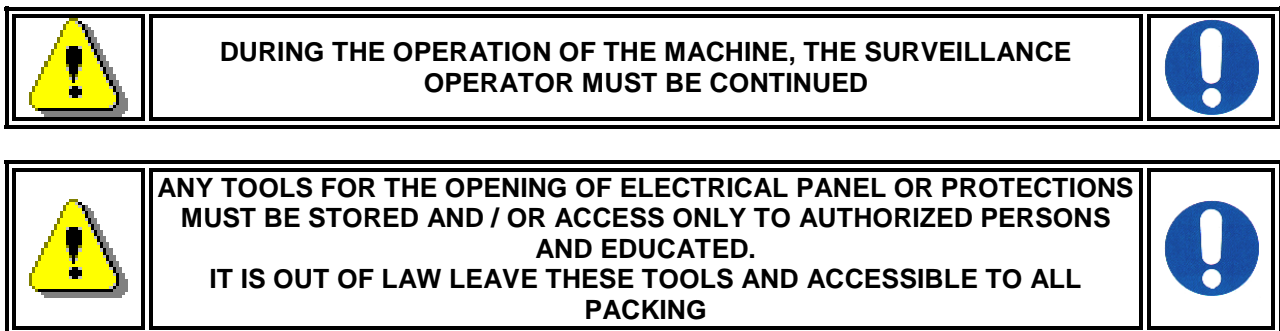 DURING THE OPERATION OF THE MACHINE, THE SURVEILLANCE
OPERATOR MUST BE CONTINUED
ANY TOOLS FOR THE OPENING OF ELECTRICAL PANEL OR PROTECTIONS
MUST BE STORED AND / OR ACCESS ONLY TO AUTHORIZED PERSONS
AND EDUCATED.
IT IS OUT OF LAW LEAVE THESE TOOLS AND ACCESSIBLE TO ALL
PACKING